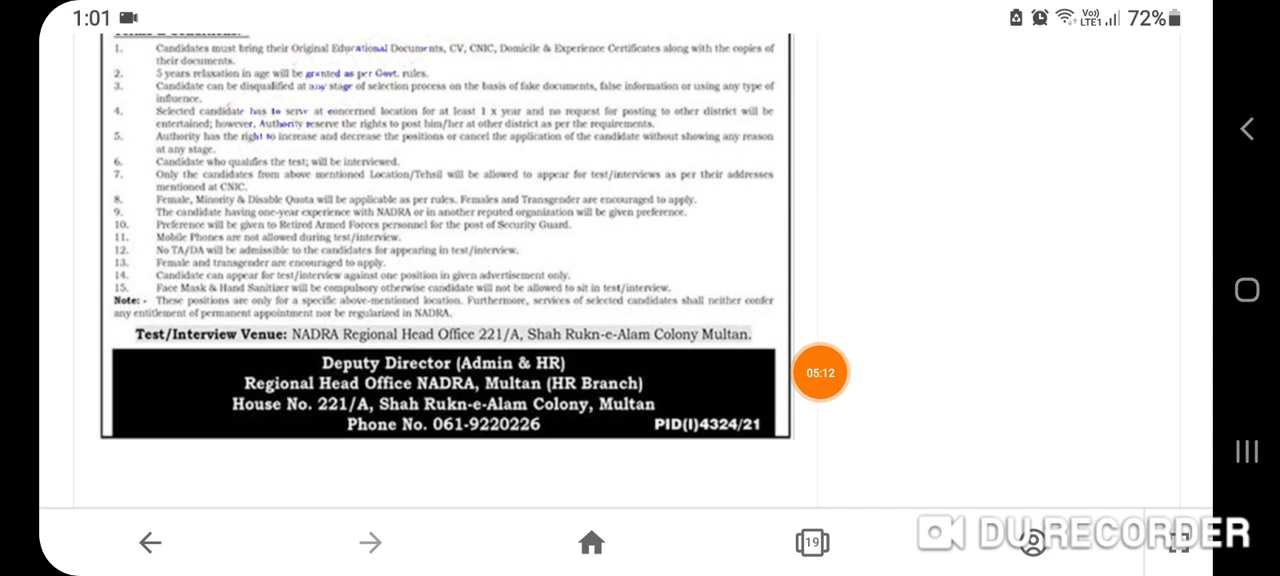 1:01
Vo)) LTE1 72%
Terms & Conditions:
1. Candidates must bring their Original Educational Documents, CV, CNIC, Domicile & Experience Certificates along with the copies of
their documents.
2. 5 years relaxation in age will be granted as per Govt. rules.
3. Candidate can be disqualified at any stage of selection process on the basis of fake documents, false information or using any type of
influence.
4. Selected candidate has to serve at concerned location for at least 1 x year and no request for posting to other district will be
entertained; however, Authority reserve the rights to post him/her at other district as per the requirements.
5. Authority has the right to increase and decrease the positions or cancel the application of the candidate without showing any reason
at any stage.
6. Candidate who qualifies the test; will be interviewed.
7. Only the candidates from above mentioned Location/Tehsil will be allowed to appear for test/interviews as per their addresses
mentioned at CNIC.
8. Female, Minority & Disable Quota will be applicable as per rules. Females and Transgender are encouraged to apply.
9. The candidate having one-year experience with NADRA or in another reputed organization will be given preference.
10. Preference will be given to Retired Armed Forces personnel for the post of Security Guard.
11. Mobile Phones are not allowed during test/interview.
12. No TA/DA will be admissible to the candidates for appearing in test/interview.
13. Female and transgender are encouraged to apply.
14. Candidate can appear for test/interview against one position in given advertisement only.
15. Face Mask & Hand Sanitizer will be compulsory otherwise candidate will not be allowed to sit in test/interview.
Note: - These positions are only for a specific above-mentioned location. Furthermore, services of selected candidates shall neither confer
any entitlement of permanent appointment nor be regularized in NADRA.
Test/Interview Venue: NADRA Regional Head Office 221/A, Shah Rukn-e-Alam Colony Multan.
Deputy Director (Admin & HR)
Regional Head Office NADRA, Multan (HR Branch)
House No. 221/A, Shah Rukn-e-Alam Colony, Multan
Phone No. 061-9220226 PID(I)4324/21
05:12
19
DU RECORDER